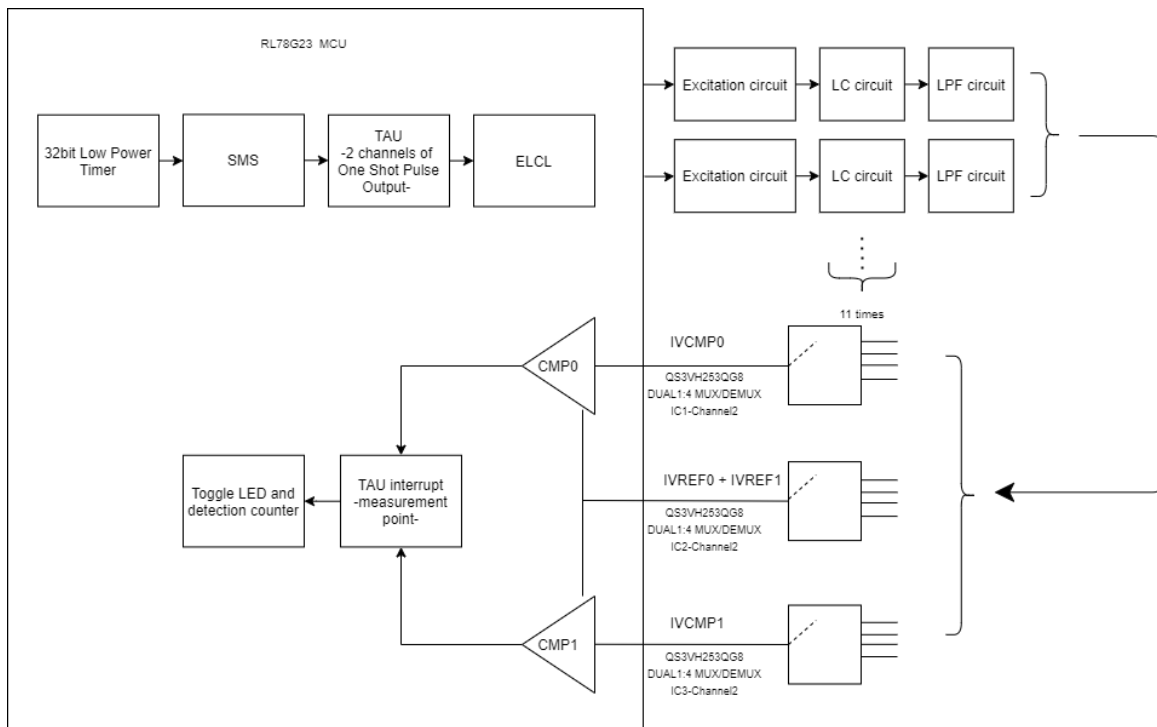 RL78G23 MCU
32bit Low Power
Timer
SMS
TAU
-2 channels of
One Shot Pulse
Output-
ELCL
Excitation circuit
LC circuit
LPF circuit
Excitation circuit
LC circuit
LPF circuit
11 times
CMP0
IVCMP0
QS3VH253QG8
DUAL1:4 MUX/DEMUX
IC1-Channel2
Toggle LED and
detection counter
TAU interrupt
-measurement
point-
IVREF0 + IVREF1
QS3VH253QG8
DUAL1:4 MUX/DEMUX
IC2-Channel2
CMP1
IVCMP1
QS3VH253QG8
DUAL1:4 MUX/DEMUX
IC3-Channel2